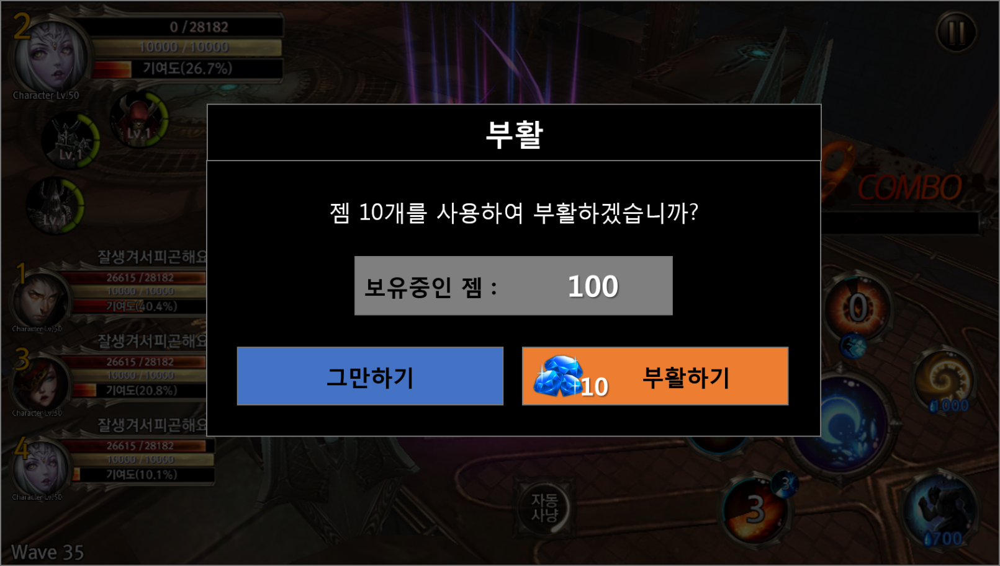 2
0 / 28182
10000 / 10000
기여도(26.7%)
Character Lv.50
Lv.1
Lv.1
Lv.1
부활
젬 10개를 사용하여 부활하겠습니까?
보유중인 젬 : 100
그만하기
10 부활하기
잘생겨서피곤해요
1
26615 / 28182
10000 / 10000
기여도(40.4%)
Character Lv.50
잘생겨서피곤해요
3
26615 / 28182
10000 / 10000
기여도(20.8%)
Character Lv.50
잘생겨서피곤해요
4
26615 / 28182
10000 / 10000
기여도(10.1%)
Character Lv.50
Wave 35
9 COMBO
0
1000
자동
사냥
3
3
700